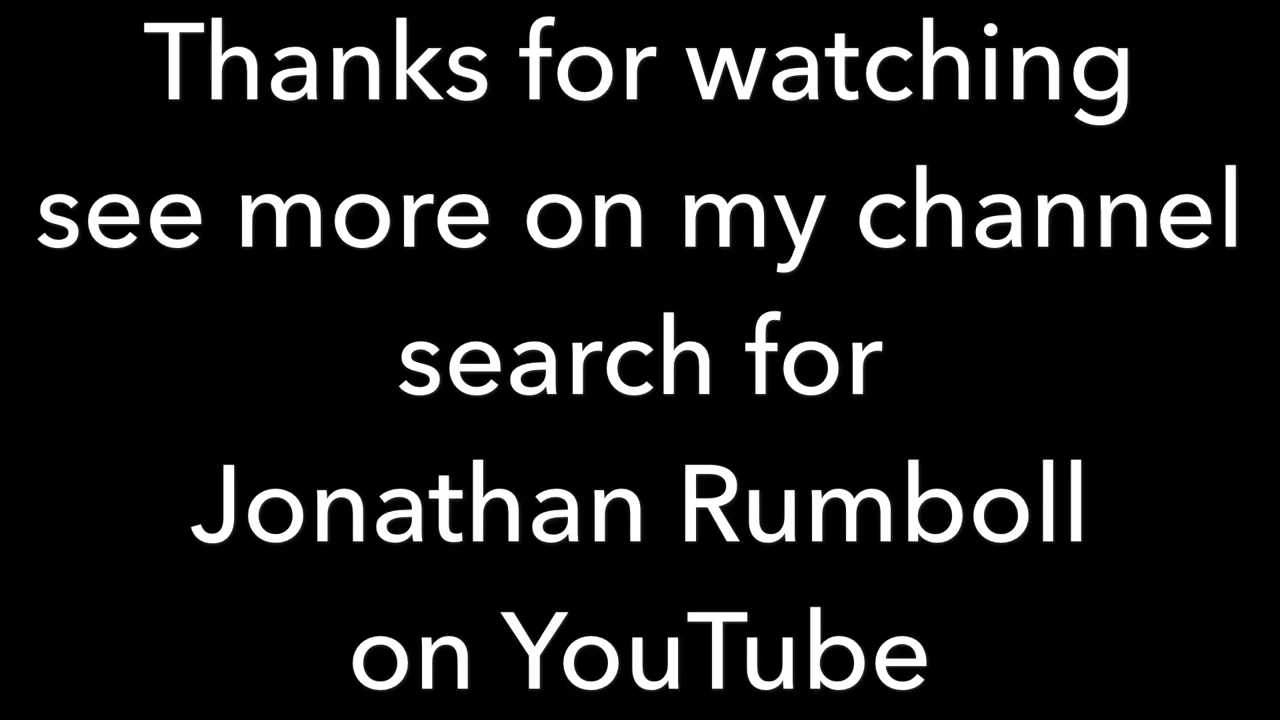 Thanks for watching
see more on my channel
search for
Jonathan Rumboll
on YouTube